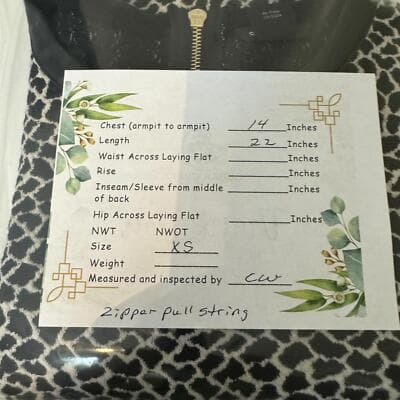 Chest (armpit to armpit) 14 Inches
Length 22 Inches
Waist Across Laying Flat Inches
Rise Inches
Inseam/Sleeve from middle Inches
of back
Hip Across Laying Flat Inches
NWT NWOT
Size XS
Weight
Measured and inspected by CW
Zipper pull string